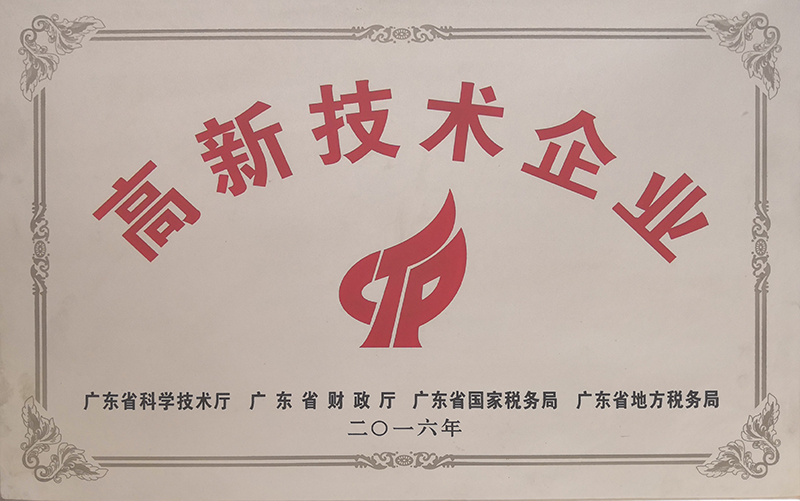 高新技术企业
广东省科学技术厅 广东省财政厅 广东省国家税务局 广东省地方税务局
二〇一六年